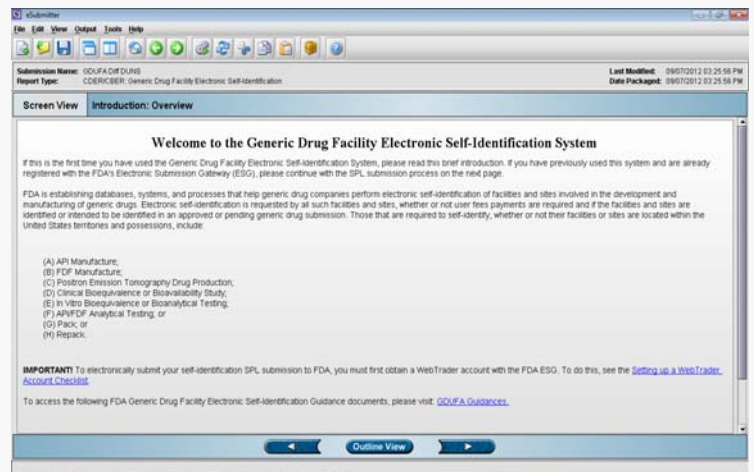 eSubmitter
File Edit View Output Tools Help
Submission Name: GDUFA Diff DUNS
Last Modified: 09/07/2012 03:25:56 PM
Report Type: CDER/CBER: Generic Drug Facility Electronic Self-Identification
Date Packaged: 09/07/2012 03:25:56 PM
Screen View Introduction: Overview
Welcome to the Generic Drug Facility Electronic Self-Identification System
If this is the first time you have used the Generic Drug Facility Electronic Self-Identification System, please read this brief introduction. If you have previously used this system and are already
registered with the FDA's Electronic Submission Gateway (ESG), please continue with the SPL submission process on the next page.
FDA is establishing databases, systems, and processes that help generic drug companies perform electronic self-identification of facilities and sites involved in the development and
manufacturing of generic drugs. Electronic self-identification is requested by all such facilities and sites, whether or not user fees payments are required and if the facilities and sites are
identified or intended to be identified in an approved or pending generic drug submission. Those that are required to self-identify, whether or not their facilities or sites are located within the
United States territories and possessions, include:
(A) API Manufacture;
(B) FDF Manufacture;
(C) Positron Emission Tomography Drug Production;
(D) Clinical Bioequivalence or Bioavailability Study;
(E) In Vitro Bioequivalence or Bioanalytical Testing;
(F) API/FDF Analytical Testing; or
(G) Pack; or
(H) Repack.
IMPORTANT! To electronically submit your self-identification SPL submission to FDA, you must first obtain a WebTrader account with the FDA ESG. To do this, see the Setting up a WebTrader
Account Checklist.
To access the following FDA Generic Drug Facility Electronic Self-Identification Guidance documents, please visit: GDUFA Guidances.
Outline View